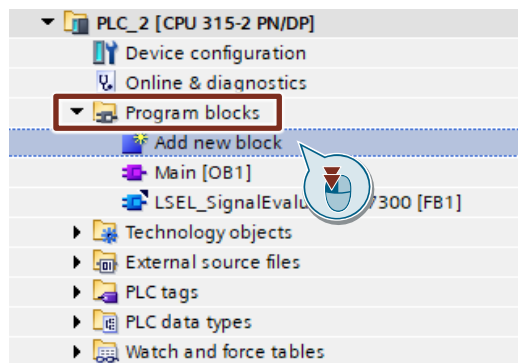 PLC_2 [CPU 315-2 PN/DP]
Device configuration
Online & diagnostics
Program blocks
Add new block
Main [OB1]
LSEL_SignalEvalu 7300 [FB1]
Technology objects
External source files
PLC tags
PLC data types
Watch and force tables